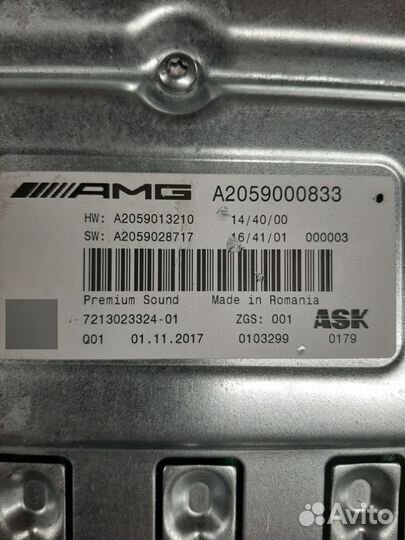 AMG A2059000833
HW: A2059013210 14/40/00
SW: A2059028717 16/41/01 000003
Premium Sound Made in Romania
7213023324-01 ZGS: 001 ASK
Q01 01.11.2017 0103299 0179
Avito